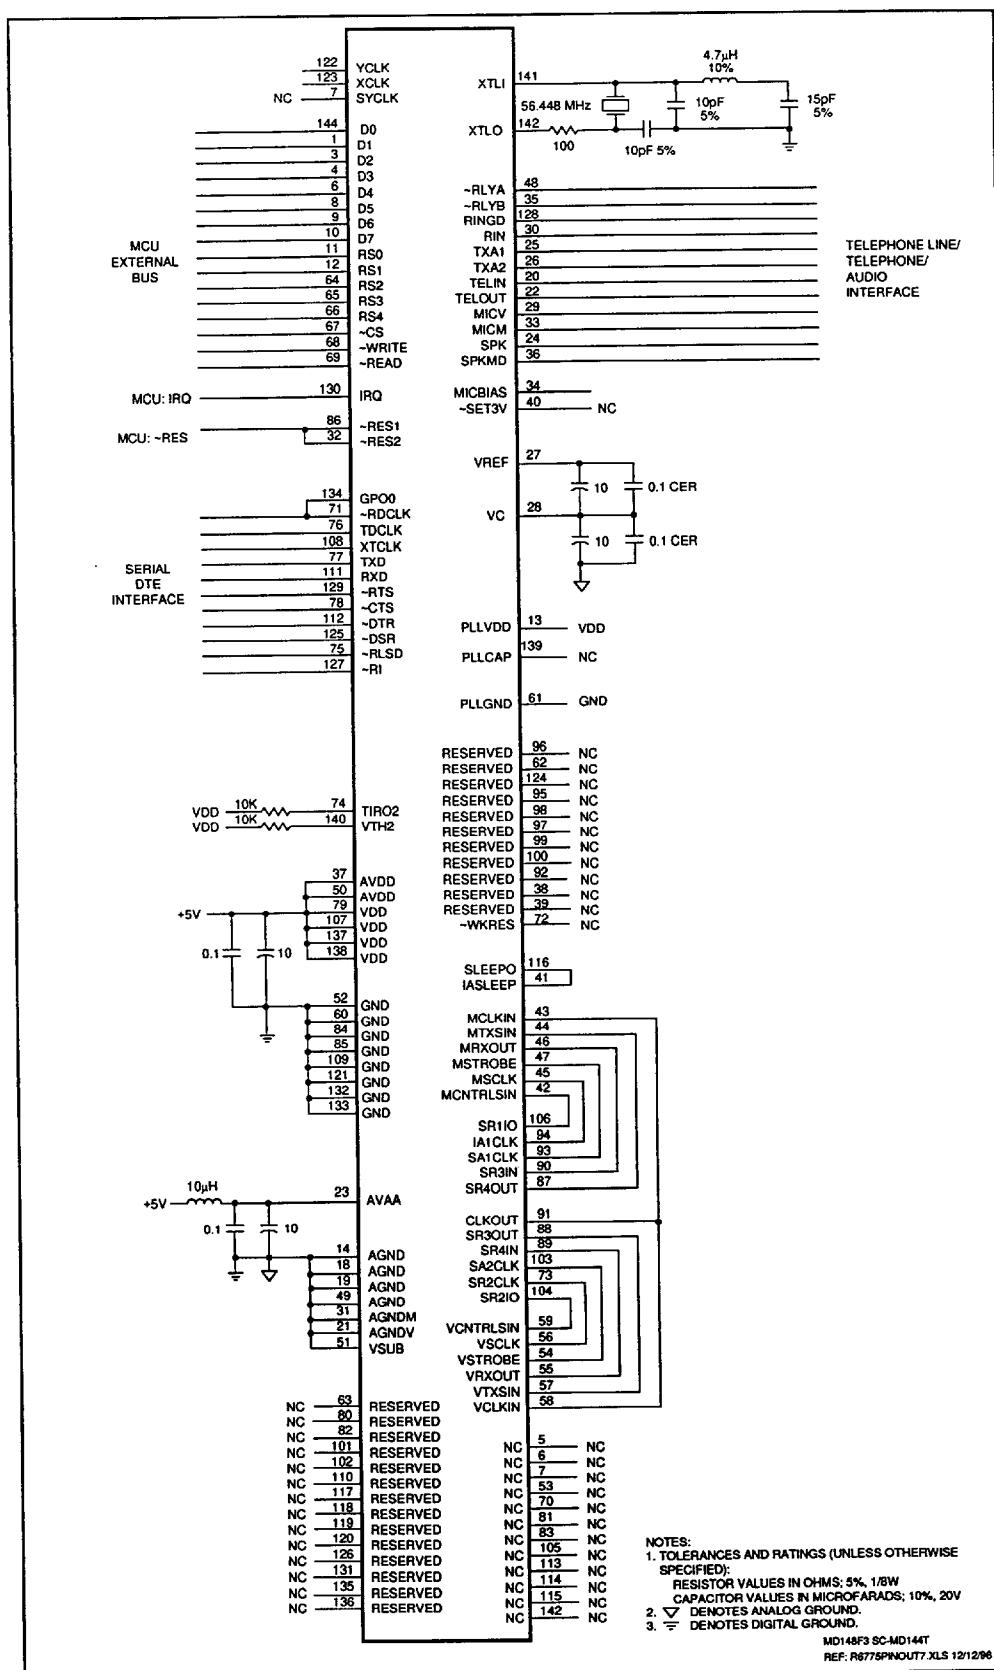 122 YCLK
123 XCLK
NC 7 SYCLK
144 D0
1 D1
3 D2
4 D3
6 D4
8 D5
9 D6
10 D7
11 RS0
12 RS1
64 RS2
65 RS3
66 RS4
67 ~CS
68 ~WRITE
69 ~READ
MCU
EXTERNAL
BUS
MCU: IRQ 130 IRQ
MCU: ~RES 86 ~RES1
32 ~RES2
134 GPO0
71 ~RDCLK
76 TDCLK
108 XTCLK
77 TXD
111 RXD
129 ~RTS
78 ~CTS
112 ~DTR
125 ~DSR
75 ~RLSD
127 ~RI
SERIAL
DTE
INTERFACE
VDD 10K 74 TIRO2
VDD 10K 140 VTH2
37 AVDD
50 AVDD
79 VDD
107 VDD
137 VDD
138 VDD
+5V
0.1 10
52 GND
60 GND
84 GND
85 GND
109 GND
121 GND
132 GND
133 GND
10µH
+5V 23 AVAA
0.1 10
14 AGND
18 AGND
19 AGND
49 AGND
31 AGNDM
21 AGNDV
51 VSUB
NC 63 RESERVED
NC 80 RESERVED
NC 82 RESERVED
NC 101 RESERVED
NC 102 RESERVED
NC 110 RESERVED
NC 117 RESERVED
NC 118 RESERVED
NC 119 RESERVED
NC 120 RESERVED
NC 126 RESERVED
NC 131 RESERVED
NC 135 RESERVED
NC 136 RESERVED
XTLI 141
XTLO 142
56.448 MHz
100
10pF 5%
10pF
5%
4.7µH
10%
15pF
5%
~RLYA 48
~RLYB 35
RINGD 128
RIN 30
TXA1 25
TXA2 26
TELIN 20
TELOUT 22
MICV 29
MICM 33
SPK 24
SPKMD 36
TELEPHONE LINE/
TELEPHONE/
AUDIO
INTERFACE
MICBIAS 34
~SET3V 40 NC
VREF 27
10 0.1 CER
VC 28
10 0.1 CER
PLLVDD 13 VDD
PLLCAP 139 NC
PLLGND 61 GND
RESERVED 96 NC
RESERVED 62 NC
RESERVED 124 NC
RESERVED 95 NC
RESERVED 98 NC
RESERVED 97 NC
RESERVED 99 NC
RESERVED 100 NC
RESERVED 92 NC
RESERVED 38 NC
RESERVED 39 NC
~WKRES 72 NC
SLEEPO 116
IASLEEP 41
MCLKIN 43
MTXSIN 44
MRXOUT 46
MSTROBE 47
MSCLK 45
MCNTRLSIN 42
SR1IO 106
IA1CLK 94
SA1CLK 93
SR3IN 90
SR4OUT 87
CLKOUT 91
SR3OUT 88
SR4IN 89
SA2CLK 103
SR2CLK 73
SR2IO 104
VCNTRLSIN 59
VSCLK 56
VSTROBE 54
VRXOUT 55
VTXSIN 57
VCLKIN 58
NC 5 NC
NC 6 NC
NC 7 NC
NC 53 NC
NC 70 NC
NC 81 NC
NC 83 NC
NC 105 NC
NC 113 NC
NC 114 NC
NC 115 NC
NC 142 NC
NOTES:
1. TOLERANCES AND RATINGS (UNLESS OTHERWISE
SPECIFIED):
RESISTOR VALUES IN OHMS; 5%, 1/8W
CAPACITOR VALUES IN MICROFARADS; 10%, 20V
2. DENOTES ANALOG GROUND.
3. DENOTES DIGITAL GROUND.
MD148F3 SC-MD144T
REF: R6775PINOUT7.XLS 12/12/96